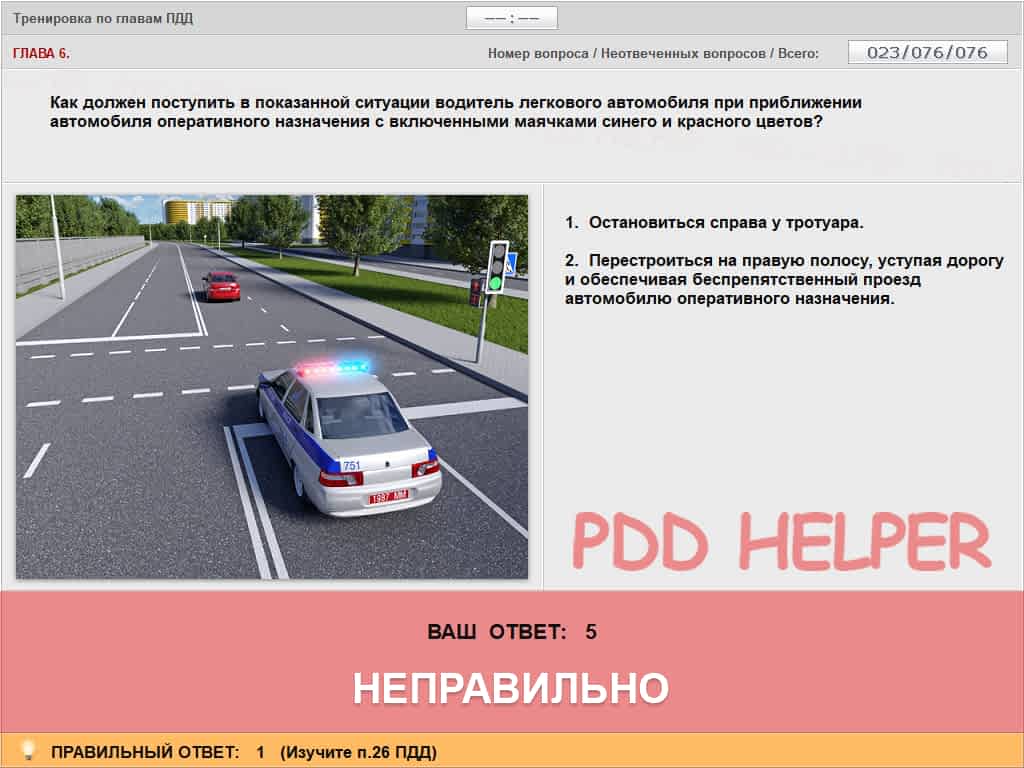 Тренировка по главам ПДД
—— : ——
ГЛАВА 6.
Номер вопроса / Неотвеченных вопросов / Всего:
023/076/076
Как должен поступить в показанной ситуации водитель легкового автомобиля при приближении
автомобиля оперативного назначения с включенными маячками синего и красного цветов?
1. Остановиться справа у тротуара.
2. Перестроиться на правую полосу, уступая дорогу
и обеспечивая беспрепятственный проезд
автомобилю оперативного назначения.
751
1987 MM
PDD HELPER
ВАШ ОТВЕТ: 5
НЕПРАВИЛЬНО
ПРАВИЛЬНЫЙ ОТВЕТ: 1 (Изучите п.26 ПДД)